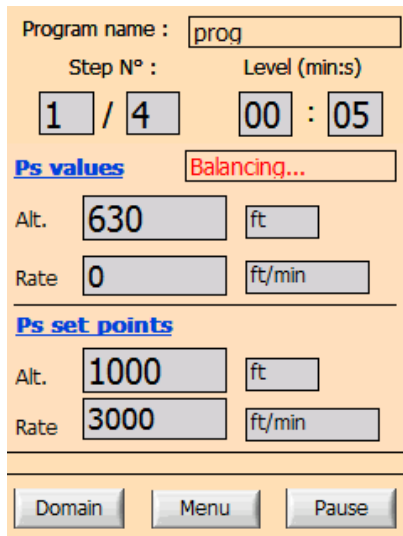 Program name : prog
Step N° : Level (min:s)
1 / 4 00 : 05
Ps values Balancing...
Alt. 630 ft
Rate 0 ft/min
Ps set points
Alt. 1000 ft
Rate 3000 ft/min
Domain Menu Pause